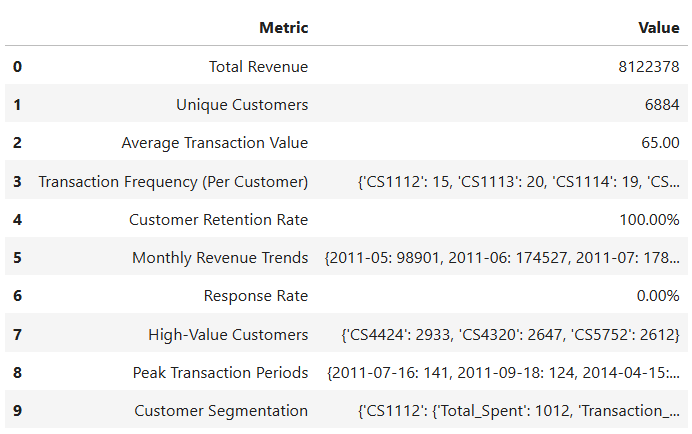 Metric Value
0 Total Revenue 8122378
1 Unique Customers 6884
2 Average Transaction Value 65.00
3 Transaction Frequency (Per Customer) {'CS1112': 15, 'CS1113': 20, 'CS1114': 19, 'CS...
4 Customer Retention Rate 100.00%
5 Monthly Revenue Trends {2011-05: 98901, 2011-06: 174527, 2011-07: 178...
6 Response Rate 0.00%
7 High-Value Customers {'CS4424': 2933, 'CS4320': 2647, 'CS5752': 2612}
8 Peak Transaction Periods {2011-07-16: 141, 2011-09-18: 124, 2014-04-15:...
9 Customer Segmentation {'CS1112': {'Total_Spent': 1012, 'Transaction_...